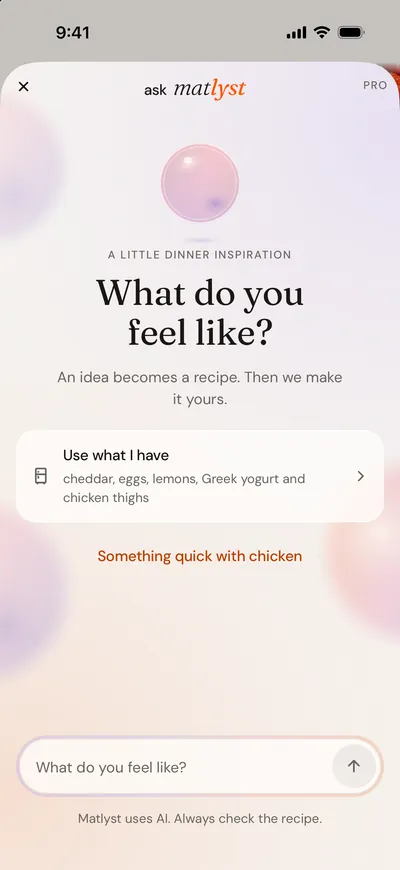 9:41
ask matlyst
PRO
A LITTLE DINNER INSPIRATION
What do you
feel like?
An idea becomes a recipe. Then we make
it yours.
Use what I have
cheddar, eggs, lemons, Greek yogurt and
chicken thighs
Something quick with chicken
What do you feel like?
Matlyst uses AI. Always check the recipe.